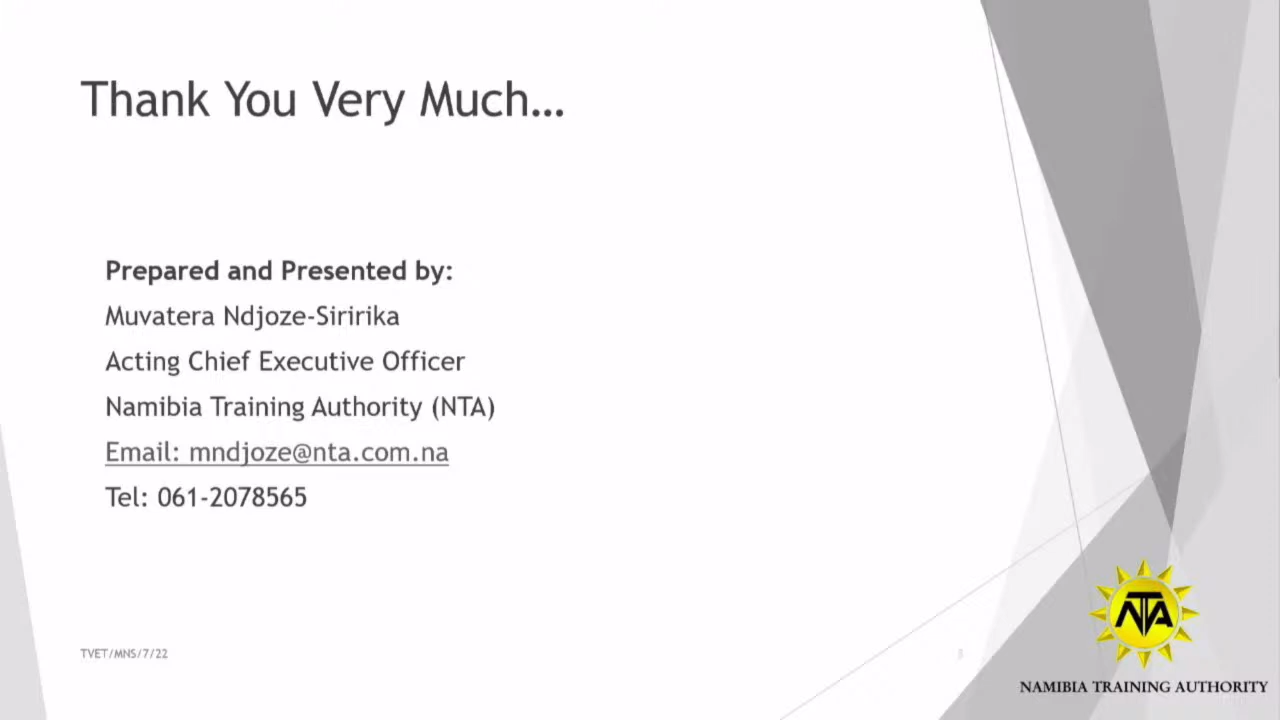 Thank You Very Much…
Prepared and Presented by:
Muvatera Ndjoze-Siririka
Acting Chief Executive Officer
Namibia Training Authority (NTA)
Email: mndjoze@nta.com.na
Tel: 061-2078565
TVET/MNS/7/22
NTA
NAMIBIA TRAINING AUTHORITY